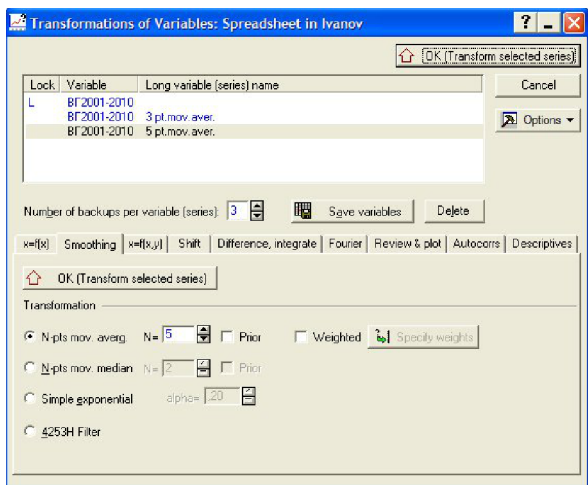 Transformations of Variables: Spreadsheet in Ivanov
OK (Transform selected series)
Lock Variable Long variable (series) name
Cancel
L ВГ2001-2010
ВГ2001-2010 3 pt.mov.aver.
ВГ2001-2010 5 pt.mov.aver.
Options
Number of backups per variable (series): 3 Save variables Delete
x=f(x) Smoothing x=f(x,y) Shift Difference, integrate Fourier Review & plot Autocorrs Descriptives
OK (Transform selected series)
Transformation
N-pts mov. averg. N= 5 Prior Weighted Specify weights
N-pts mov. median N= 2 Prior
Simple exponential alpha= .20
4253H Filter